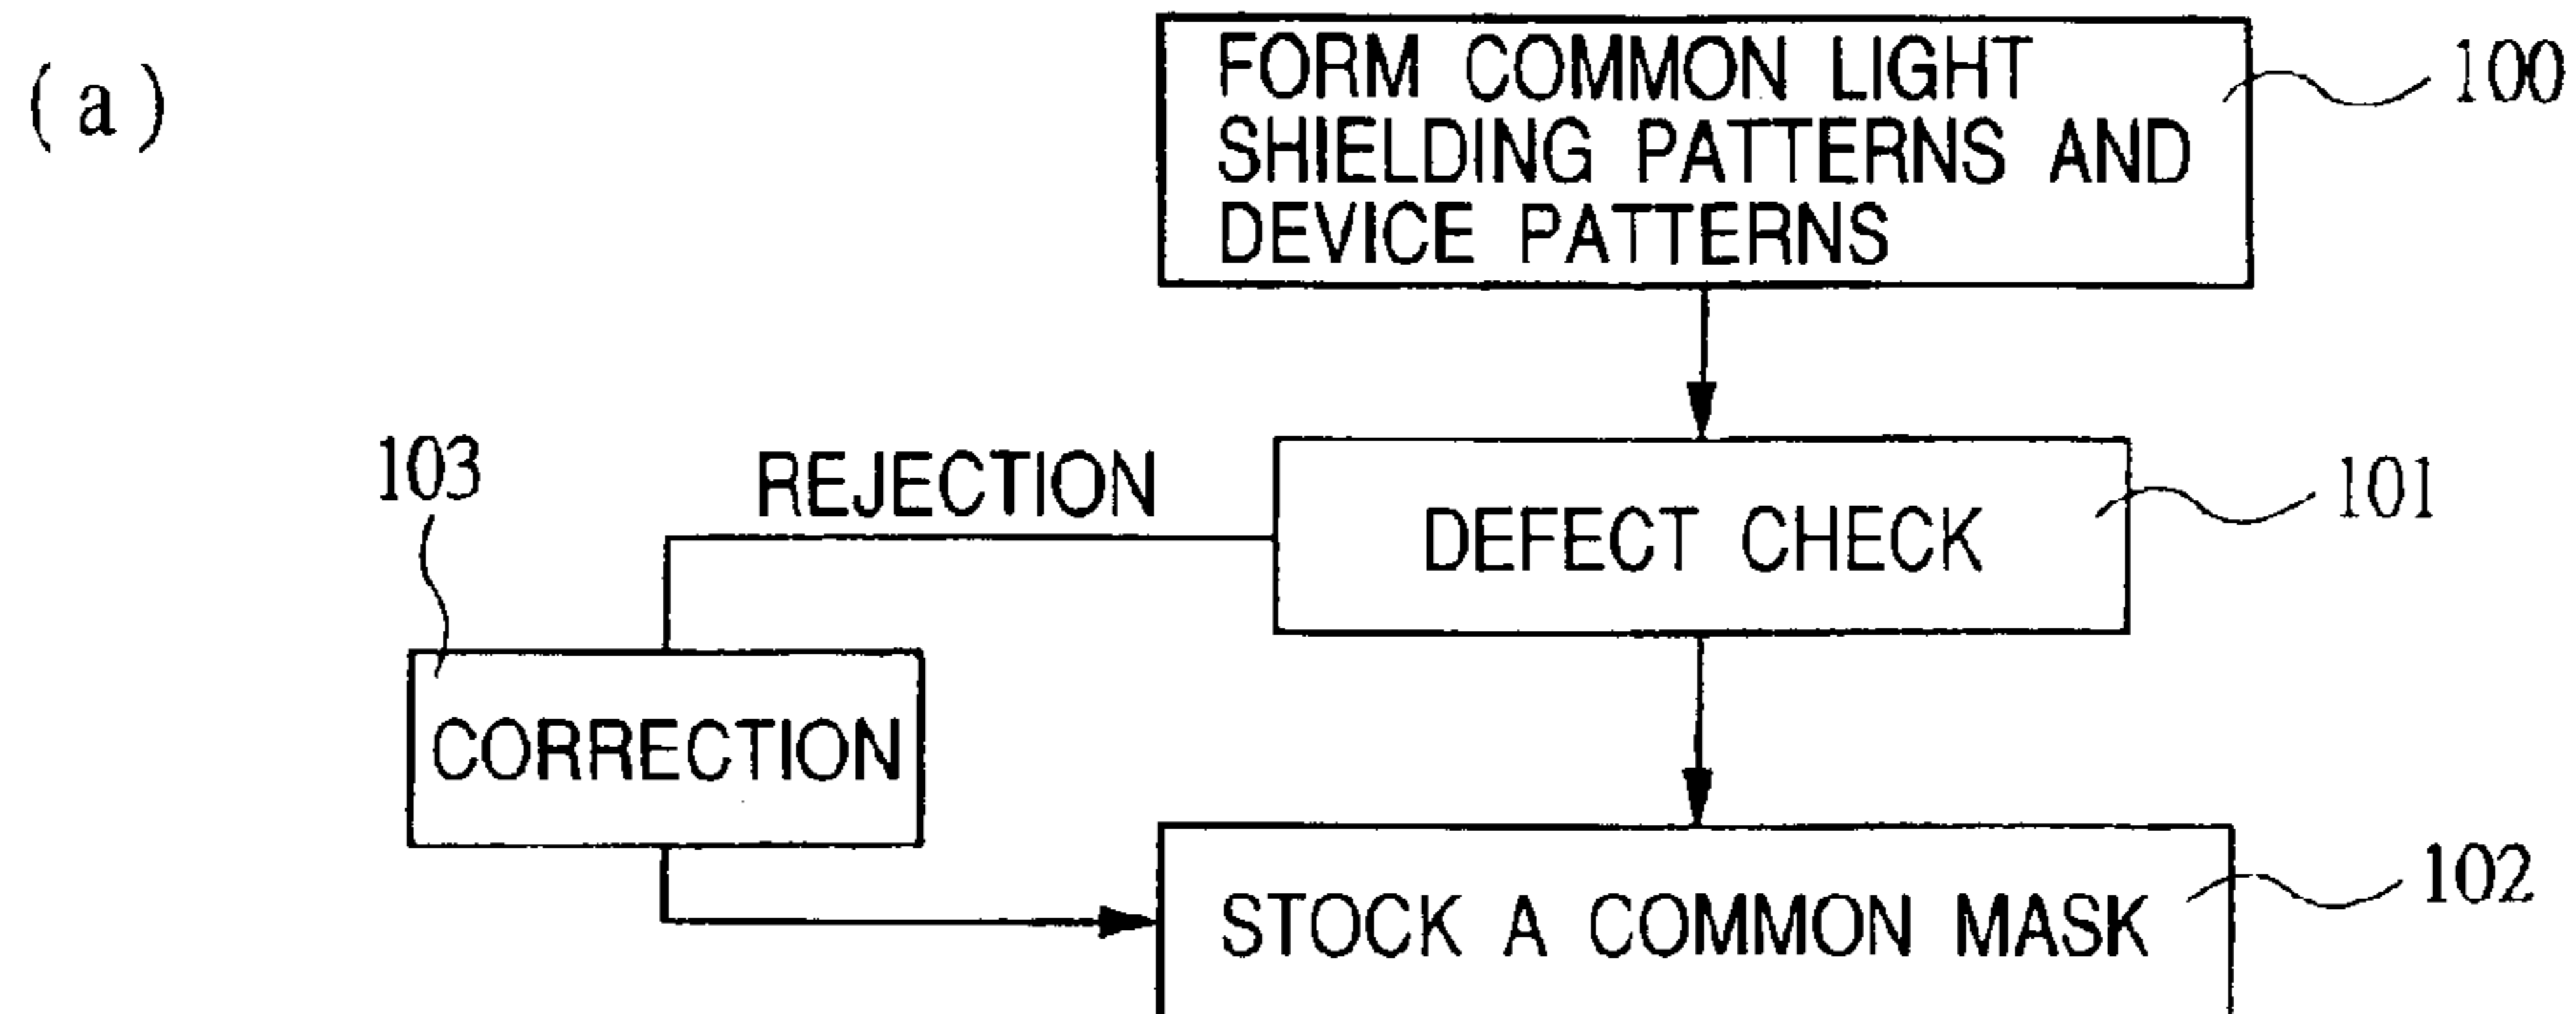 (a)
FORM COMMON LIGHT
SHIELDING PATTERNS AND
DEVICE PATTERNS
100
103
REJECTION
DEFECT CHECK
101
CORRECTION
STOCK A COMMON MASK
102